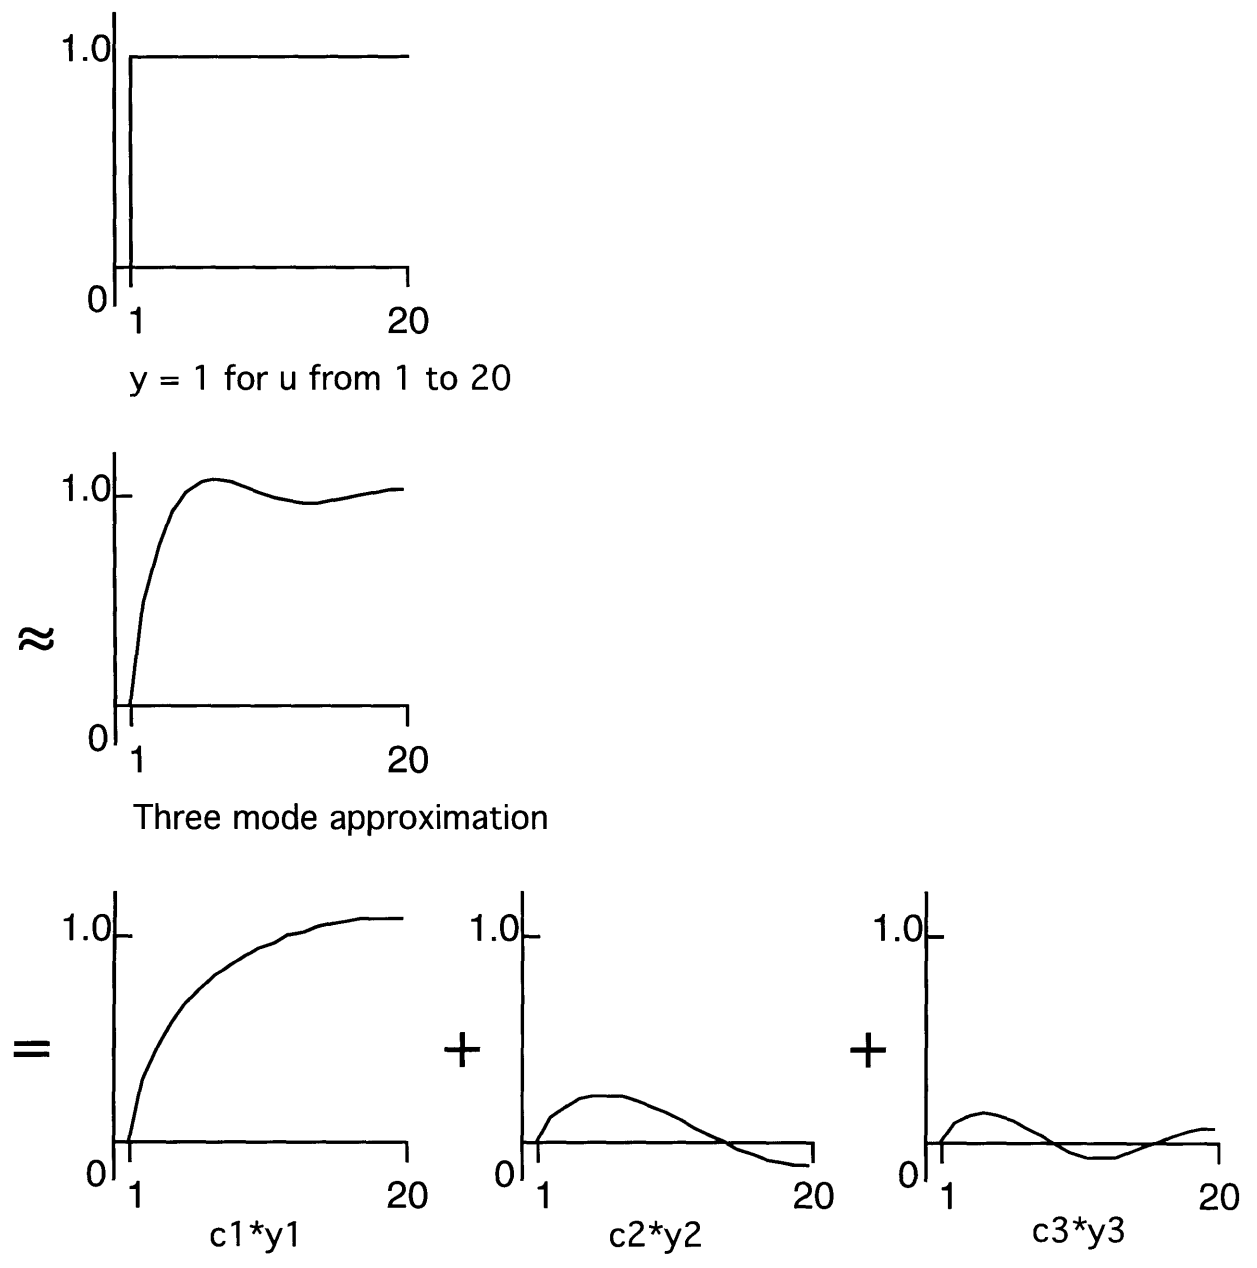 1.0
0
1 20
y = 1 for u from 1 to 20
1.0
≈
0
1 20
Three mode approximation
1.0 1.0 1.0
= + +
0 0 0
1 20 1 20 1 20
c1*y1 c2*y2 c3*y3